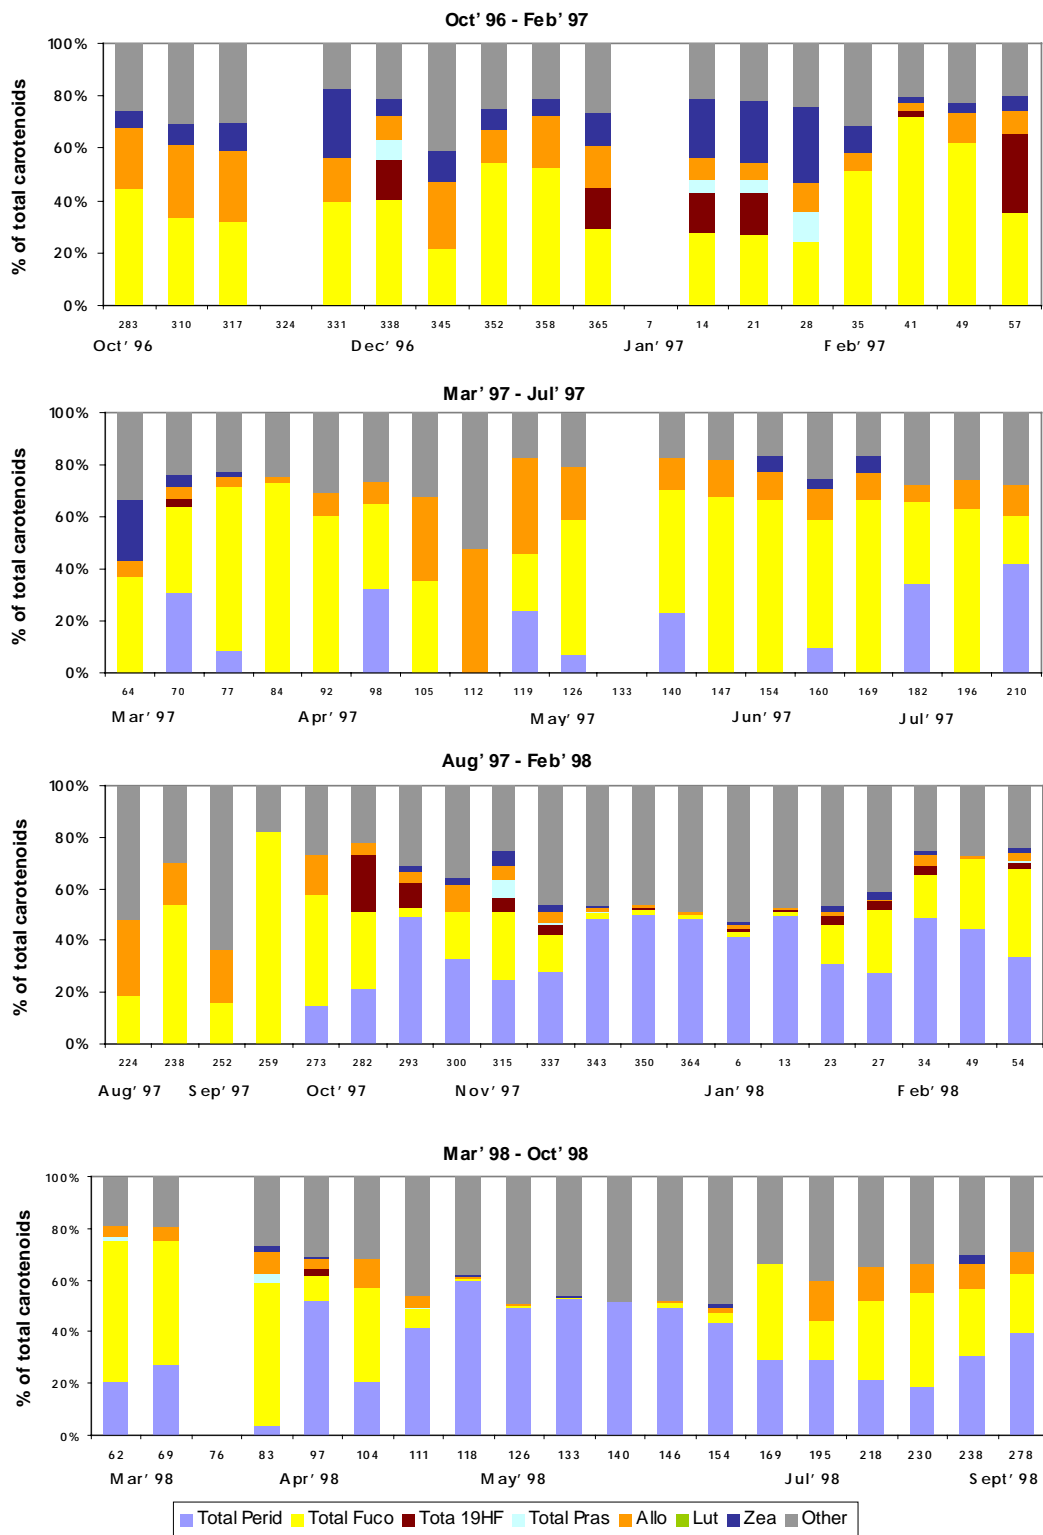 Oct' 96 - Feb' 97
% of total carotenoids
100%
80%
60%
40%
20%
0%
283 310 317 324 331 338 345 352 358 365 7 14 21 28 35 41 49 57
Oct' 96 Dec' 96 Jan' 97 Feb' 97
Mar' 97 - Jul' 97
% of total carotenoids
100%
80%
60%
40%
20%
0%
64 70 77 84 92 98 105 112 119 126 133 140 147 154 160 169 182 196 210
Mar' 97 Apr' 97 May' 97 Jun' 97 Jul' 97
Aug' 97 - Feb' 98
% of total carotenoids
100%
80%
60%
40%
20%
0%
224 238 252 259 273 282 293 300 315 337 343 350 364 6 13 23 27 34 49 54
Aug' 97 Sep' 97 Oct' 97 Nov' 97 Jan' 98 Feb' 98
Mar' 98 - Oct' 98
% of total carotenoids
100%
80%
60%
40%
20%
0%
62 69 76 83 97 104 111 118 126 133 140 146 154 169 195 218 230 238 278
Mar' 98 Apr' 98 May' 98 Jul' 98 Sept' 98
Total Perid Total Fuco Tota 19HF Total Pras Allo Lut Zea Other